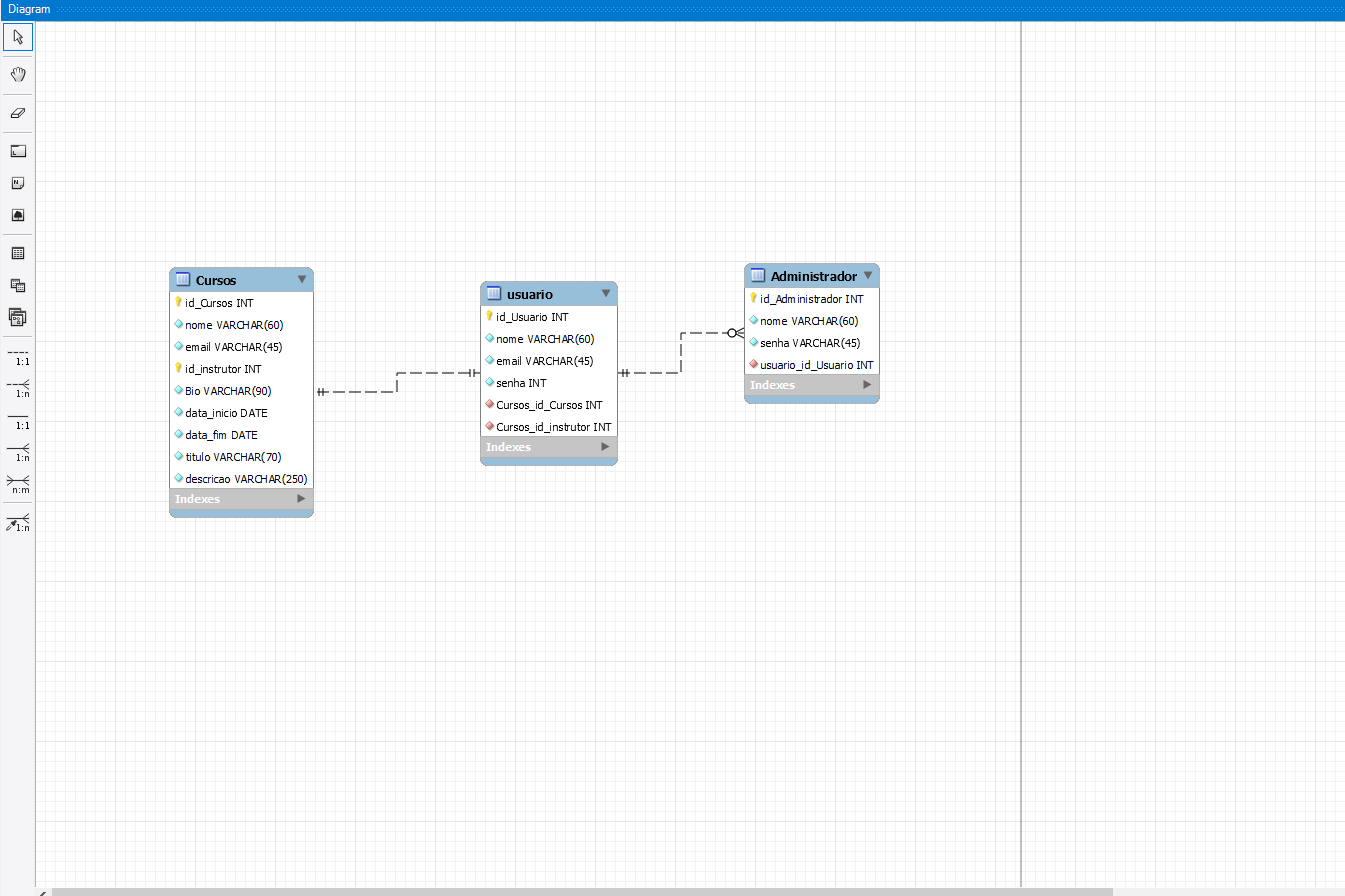 Diagram
1:1
1:n
1:1
1:n
n:m
1:n
Cursos
id_Cursos INT
nome VARCHAR(60)
email VARCHAR(45)
id_instrutor INT
Bio VARCHAR(90)
data_inicio DATE
data_fim DATE
titulo VARCHAR(70)
descricao VARCHAR(250)
Indexes
usuario
id_Usuario INT
nome VARCHAR(60)
email VARCHAR(45)
senha INT
Cursos_id_Cursos INT
Cursos_id_instrutor INT
Indexes
Administrador
id_Administrador INT
nome VARCHAR(60)
senha VARCHAR(45)
usuario_id_Usuario INT
Indexes